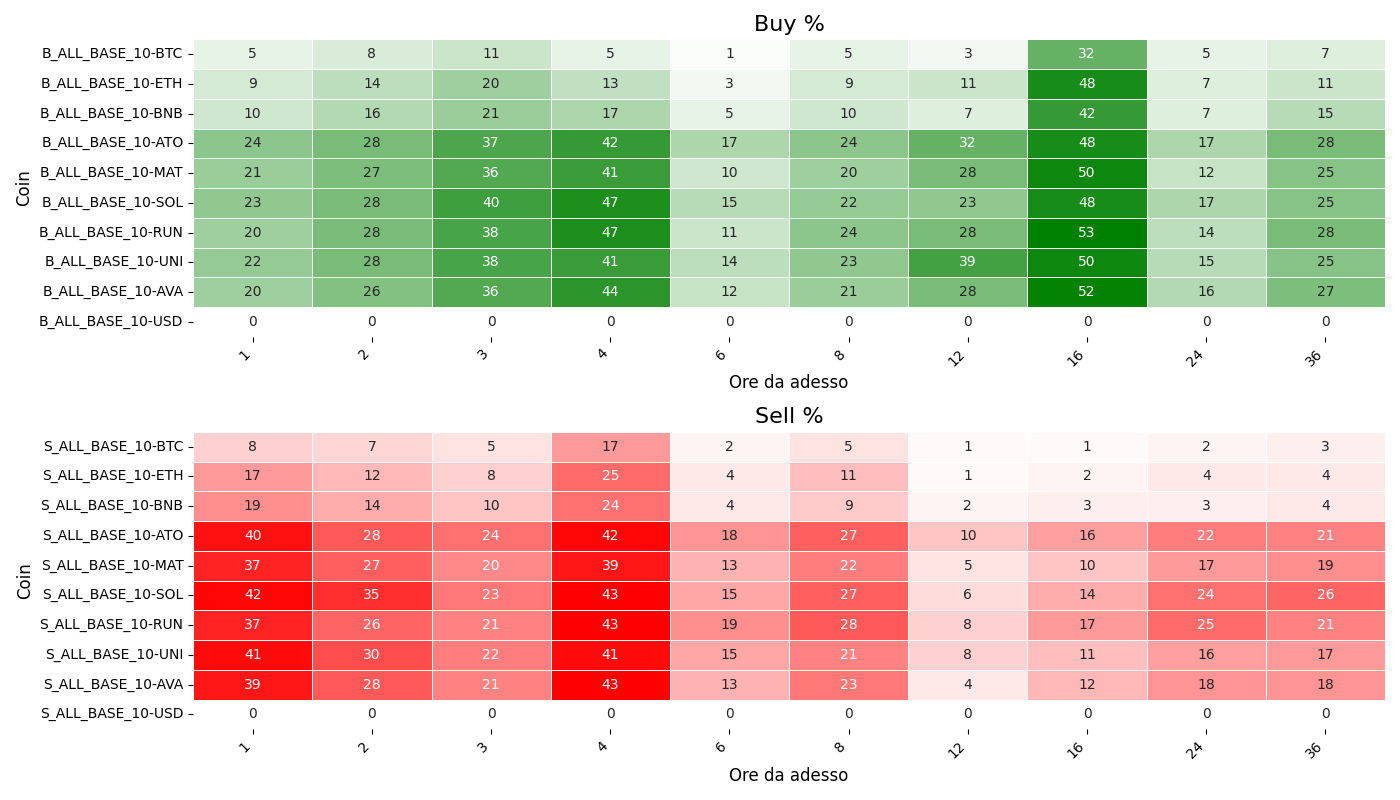 Buy %
Coin
B_ALL_BASE_10-BTC 5 8 11 5 1 5 3 32 5 7
B_ALL_BASE_10-ETH 9 14 20 13 3 9 11 48 7 11
B_ALL_BASE_10-BNB 10 16 21 17 5 10 7 42 7 15
B_ALL_BASE_10-ATO 24 28 37 42 17 24 32 48 17 28
B_ALL_BASE_10-MAT 21 27 36 41 10 20 28 50 12 25
B_ALL_BASE_10-SOL 23 28 40 47 15 22 23 48 17 25
B_ALL_BASE_10-RUN 20 28 38 47 11 24 28 53 14 28
B_ALL_BASE_10-UNI 22 28 38 41 14 23 39 50 15 25
B_ALL_BASE_10-AVA 20 26 36 44 12 21 28 52 16 27
B_ALL_BASE_10-USD 0 0 0 0 0 0 0 0 0 0
1 2 3 4 6 8 12 16 24 36
Ore da adesso
Sell %
Coin
S_ALL_BASE_10-BTC 8 7 5 17 2 5 1 1 2 3
S_ALL_BASE_10-ETH 17 12 8 25 4 11 1 2 4 4
S_ALL_BASE_10-BNB 19 14 10 24 4 9 2 3 3 4
S_ALL_BASE_10-ATO 40 28 24 42 18 27 10 16 22 21
S_ALL_BASE_10-MAT 37 27 20 39 13 22 5 10 17 19
S_ALL_BASE_10-SOL 42 35 23 43 15 27 6 14 24 26
S_ALL_BASE_10-RUN 37 26 21 43 19 28 8 17 25 21
S_ALL_BASE_10-UNI 41 30 22 41 15 21 8 11 16 17
S_ALL_BASE_10-AVA 39 28 21 43 13 23 4 12 18 18
S_ALL_BASE_10-USD 0 0 0 0 0 0 0 0 0 0
1 2 3 4 6 8 12 16 24 36
Ore da adesso